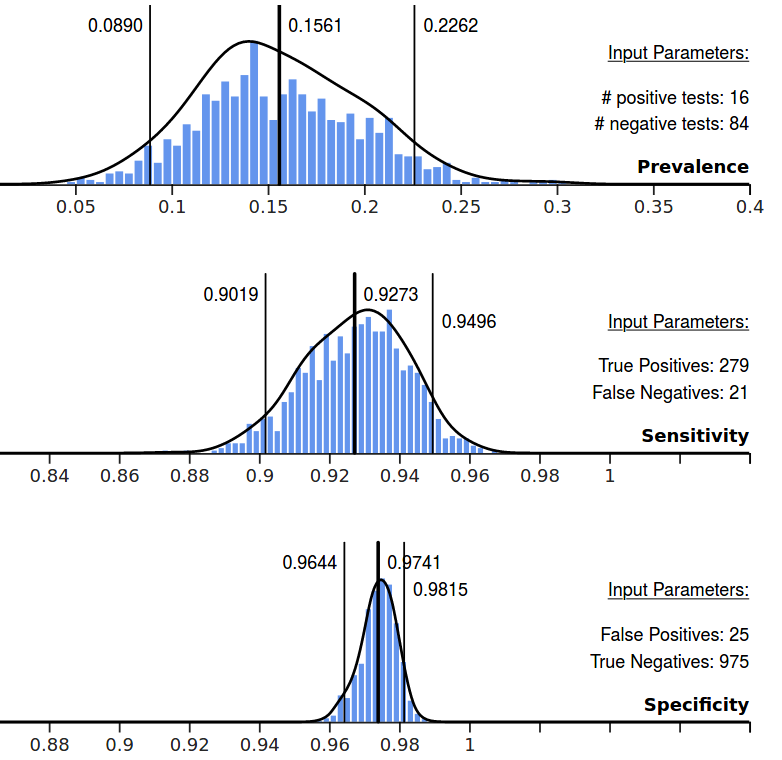 0.0890 0.1561 0.2262
Input Parameters:
# positive tests: 16
# negative tests: 84
Prevalence
0.05 0.1 0.15 0.2 0.25 0.3 0.35 0.4
0.9019 0.9273
0.9496
Input Parameters:
True Positives: 279
False Negatives: 21
Sensitivity
0.84 0.86 0.88 0.9 0.92 0.94 0.96 0.98 1
0.9644 0.9741
0.9815
Input Parameters:
False Positives: 25
True Negatives: 975
Specificity
0.88 0.9 0.92 0.94 0.96 0.98 1